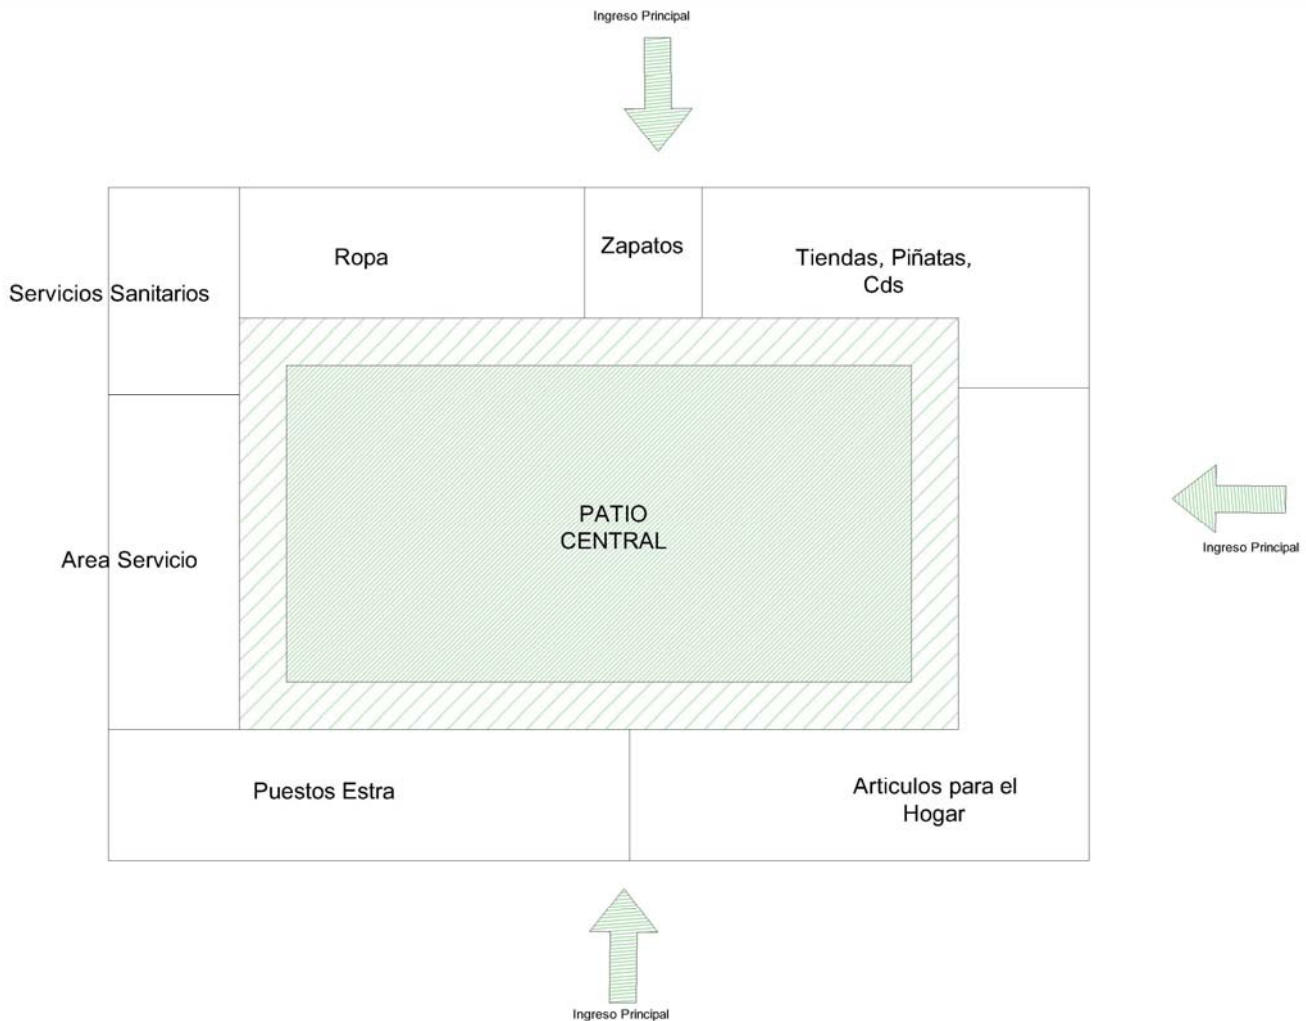 Ingreso Principal
Ropa
Zapatos
Tiendas, Piñatas,
Cds
Servicios Sanitarios
PATIO
CENTRAL
Ingreso Principal
Area Servicio
Puestos Estra
Articulos para el
Hogar
Ingreso Principal